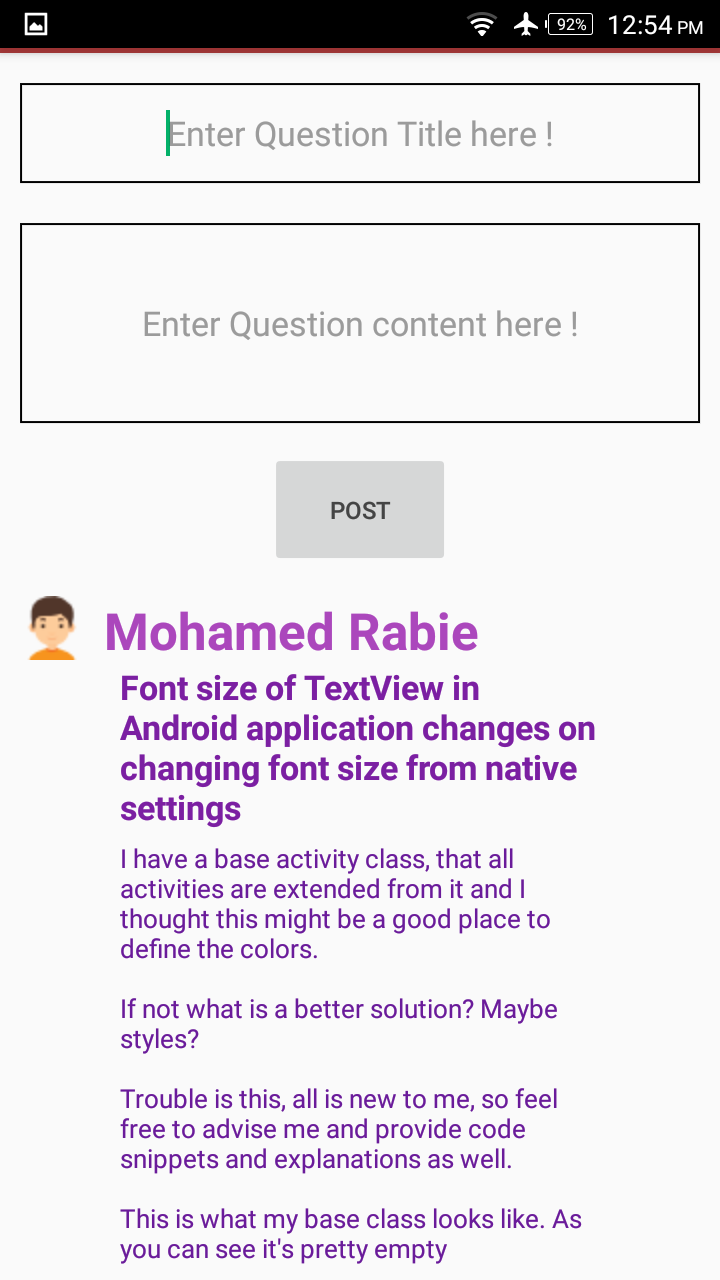 92% 12:54 PM
Enter Question Title here !
Enter Question content here !
POST
Mohamed Rabie
Font size of TextView in
Android application changes on
changing font size from native
settings
I have a base activity class, that all
activities are extended from it and I
thought this might be a good place to
define the colors.
If not what is a better solution? Maybe
styles?
Trouble is this, all is new to me, so feel
free to advise me and provide code
snippets and explanations as well.
This is what my base class looks like. As
you can see it's pretty empty